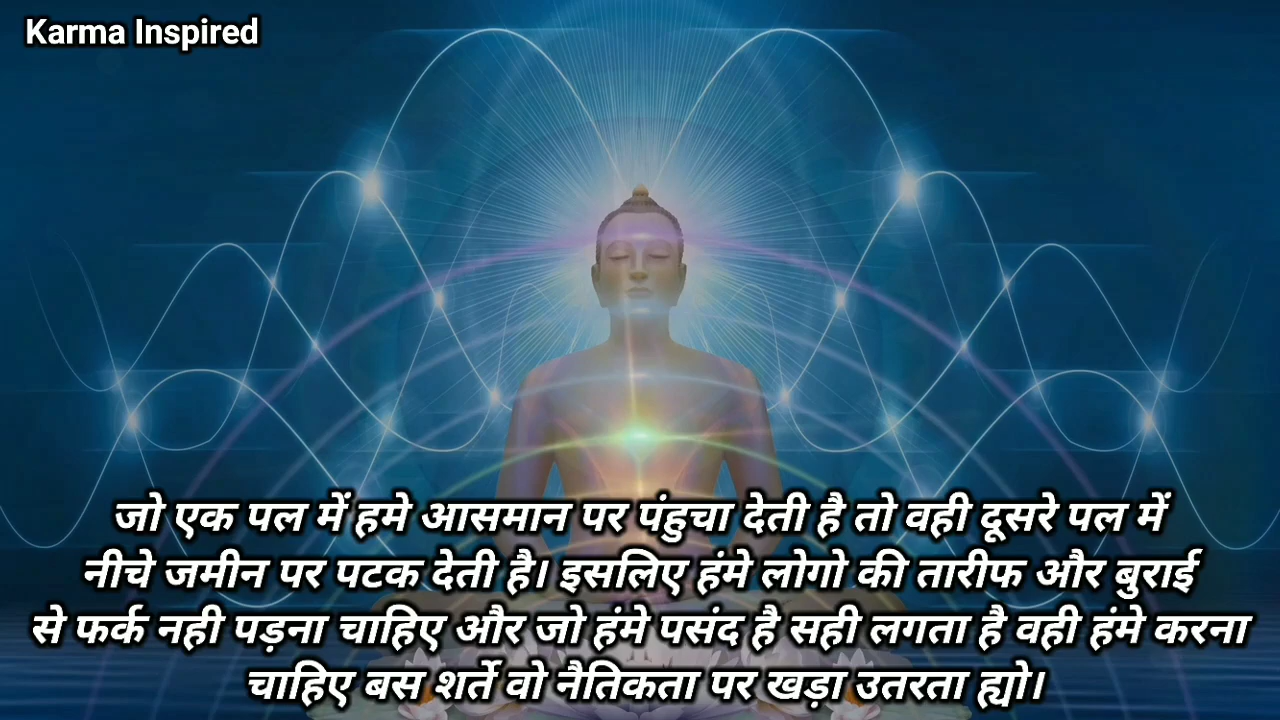 Karma Inspired
जो एक पल में हमे आसमान पर पंहुचा देती है तो वही दूसरे पल में
नीचे जमीन पर पटक देती है। इसलिए हंमे लोगो की तारीफ और बुराई
से फर्क नही पड़ना चाहिए और जो हंमे पसंद है सही लगता है वही हंमे करना
चाहिए बस शर्ते वो नैतिकता पर खड़ा उतरता ह्यो।